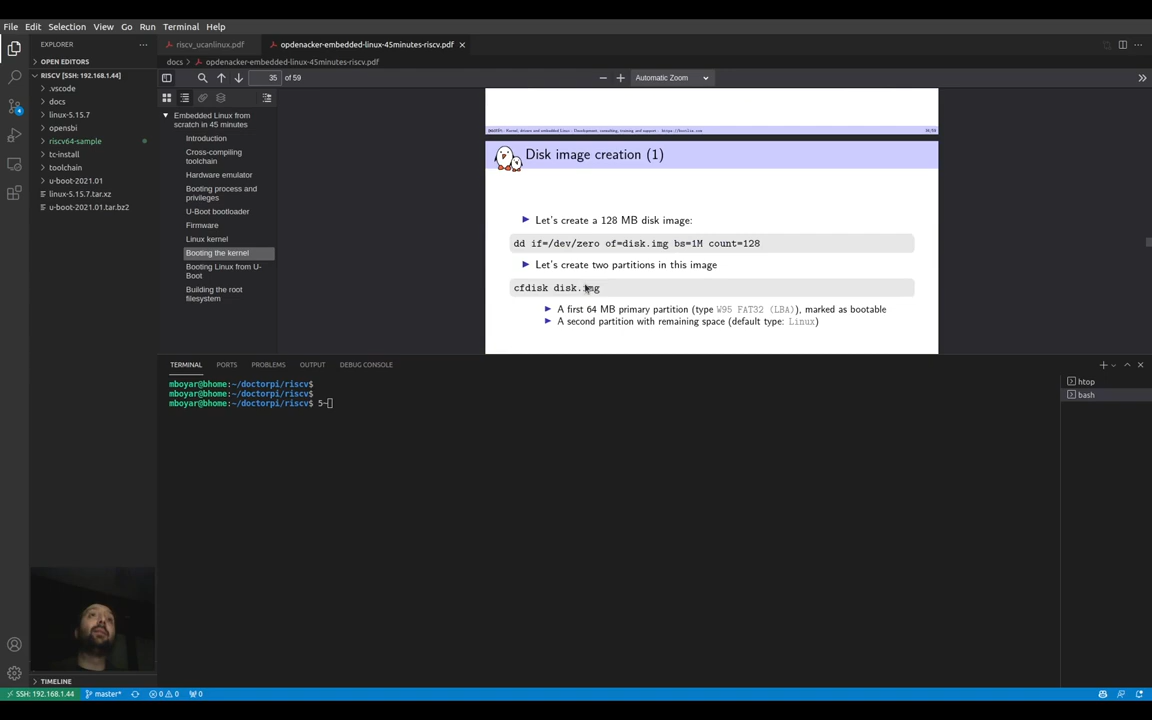 File Edit Selection View Go Run Terminal Help
EXPLORER
riscv_ucanlinux.pdf
opdenacker-embedded-linux-45minutes-riscv.pdf
OPEN EDITORS
docs > opdenacker-embedded-linux-45minutes-riscv.pdf
RISCV [SSH: 192.168.1.44]
.vscode
docs
linux-5.15.7
opensbi
riscv64-sample
tc-install
toolchain
u-boot-2021.01
linux-5.15.7.tar.xz
u-boot-2021.01.tar.bz2
35 of 59
Automatic Zoom
Embedded Linux from
scratch in 45 minutes
Introduction
Cross-compiling
toolchain
Hardware emulator
Booting process and
privileges
U-Boot bootloader
Firmware
Linux kernel
Booting the kernel
Booting Linux from U-
Boot
Building the root
filesystem
Disk image creation (1)
Let's create a 128 MB disk image:
dd if=/dev/zero of=disk.img bs=1M count=128
Let's create two partitions in this image
cfdisk disk.img
A first 64 MB primary partition (type W95 FAT32 (LBA)), marked as bootable
A second partition with remaining space (default type: Linux)
TERMINAL PORTS PROBLEMS OUTPUT DEBUG CONSOLE
mboyar@bhome:~/doctorpi/riscv$
mboyar@bhome:~/doctorpi/riscv$
mboyar@bhome:~/doctorpi/riscv$ 5~
htop
bash
TIMELINE
SSH: 192.168.1.44 master* 0 0 0